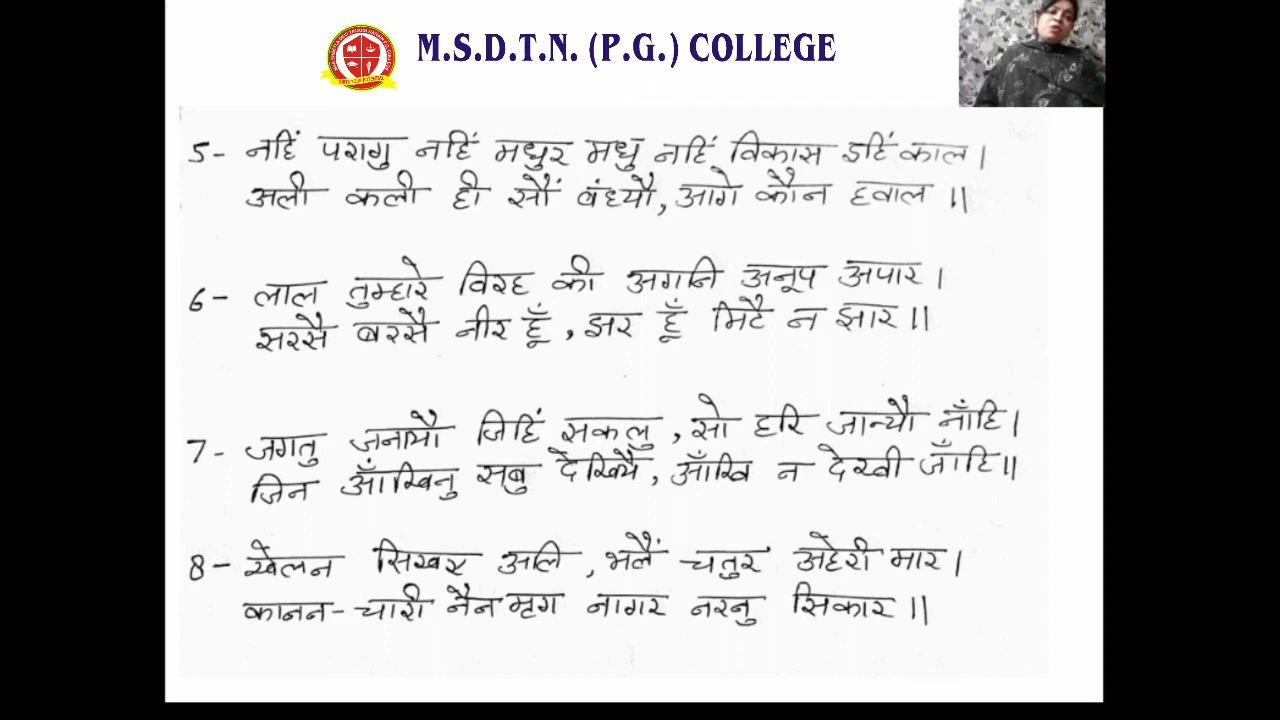 M.S.D.T.N. (P.G.) COLLEGE
5- नहिं परागु नहिं मधुर मधु नहिं विकास इहिं काल।
अली कली ही सौं बंध्यौ, आगे कौन हवाल॥
6- लाल तुम्हारे विरह की अगनि अनूप अपार।
सरसै बरसै नीर हूँ, झर हूँ मिटै न झार॥
7- जगतु जनायौ जिहिं सकलु, सो हरि जान्यौ नाँहि।
जिन आँखिनु सबु देखियै, आँखि न देखी जाँहि॥
8- खेलन सिखए अलि, भलैं चतुर अहेरी मार।
कानन-चारी नैन मृग नागर नरनु सिकार॥